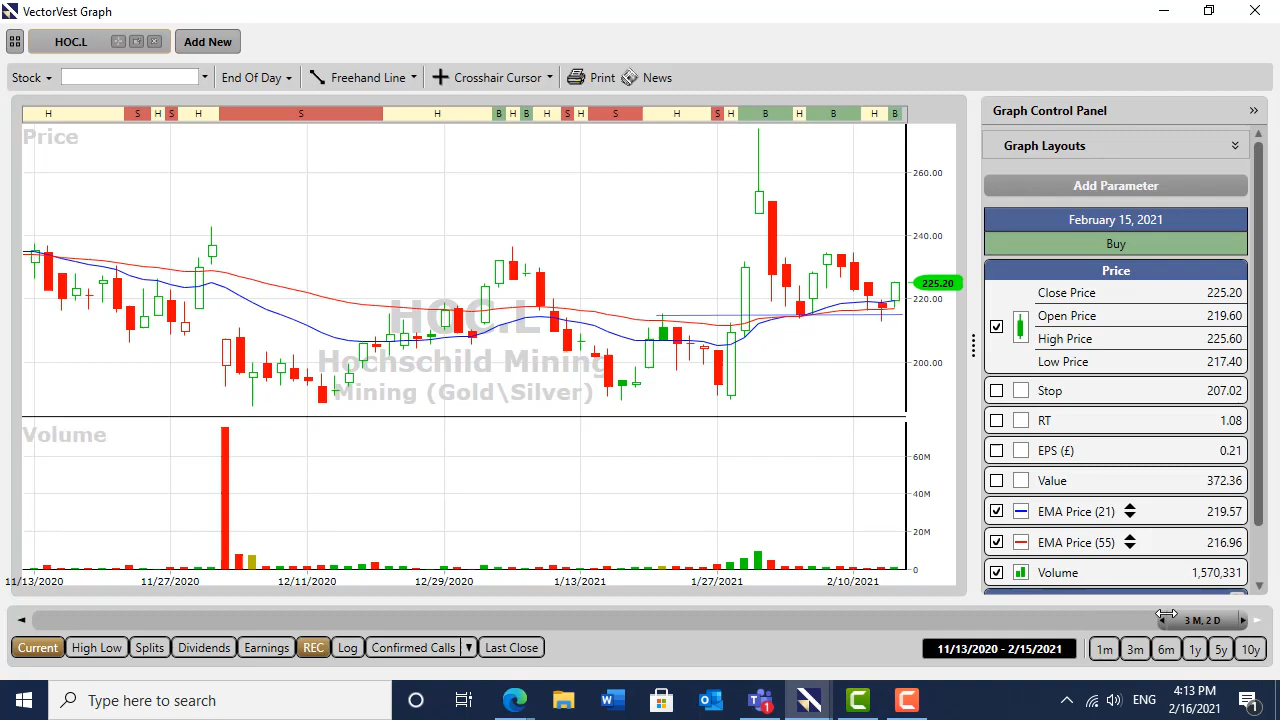 VectorVest Graph
HOC.L
Add New
Stock
End Of Day
Freehand Line
Crosshair Cursor
Print
News
H S H S H S H B H B H S H S H S H B H B H B
Price
260.00
240.00
225.20
220.00
200.00
HOC.L
Hochschild Mining
Mining (Gold\Silver)
Volume
60M
40M
20M
0
11/13/2020 11/27/2020 12/11/2020 12/29/2020 1/13/2021 1/27/2021 2/10/2021
Graph Control Panel
Graph Layouts
Add Parameter
February 15, 2021
Buy
Price
Close Price 225.20
Open Price 219.60
High Price 225.60
Low Price 217.40
Stop 207.02
RT 1.08
EPS (£) 0.21
Value 372.36
EMA Price (21) 219.57
EMA Price (55) 216.96
Volume 1,570,331
3 M, 2 D
Current High Low Splits Dividends Earnings REC Log Confirmed Calls Last Close
11/13/2020 - 2/15/2021
1m 3m 6m 1y 5y 10y
Type here to search
1
ENG
4:13 PM
2/16/2021
1